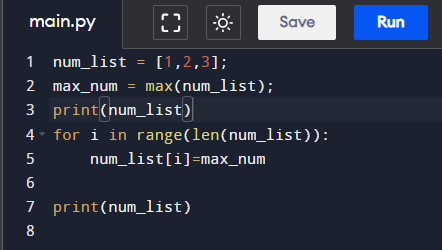 main.py Save Run
1 num_list = [1,2,3];
2 max_num = max(num_list);
3 print(num_list)
4 for i in range(len(num_list)):
5     num_list[i]=max_num
6
7 print(num_list)
8